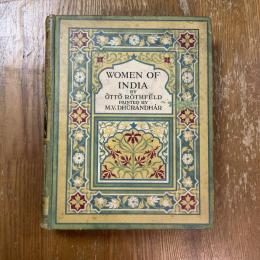 WOMEN OF
INDIA
BY
OTTO ROTHFELD
PAINTED BY
M.V. DHURANDHAR